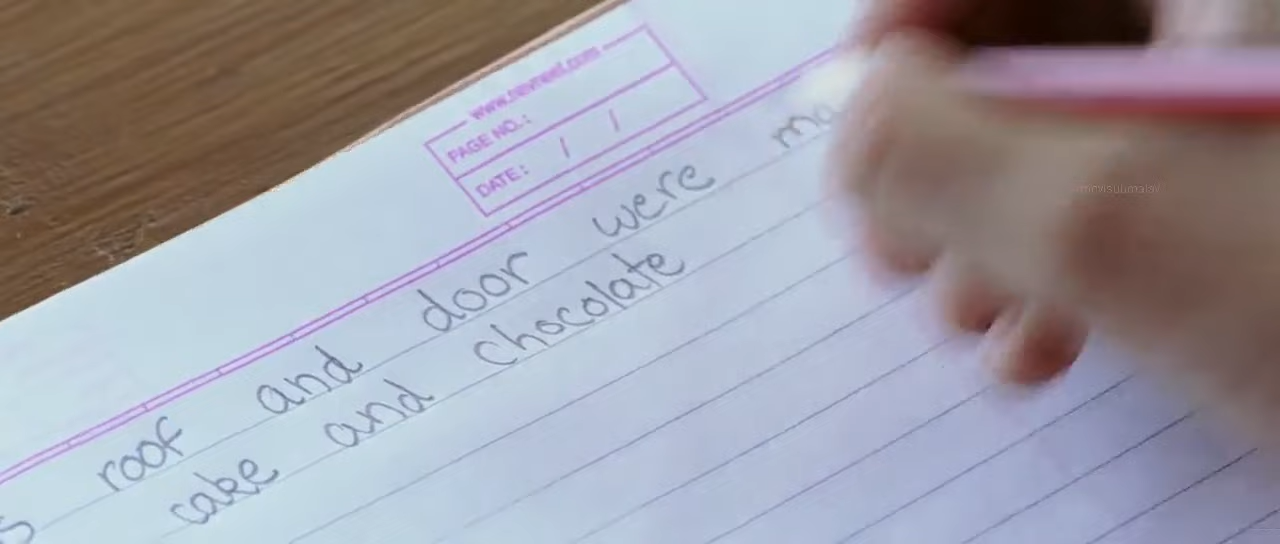 www.navneet.com
PAGE NO.:
DATE: / /
roof and door were
cake and chocolate